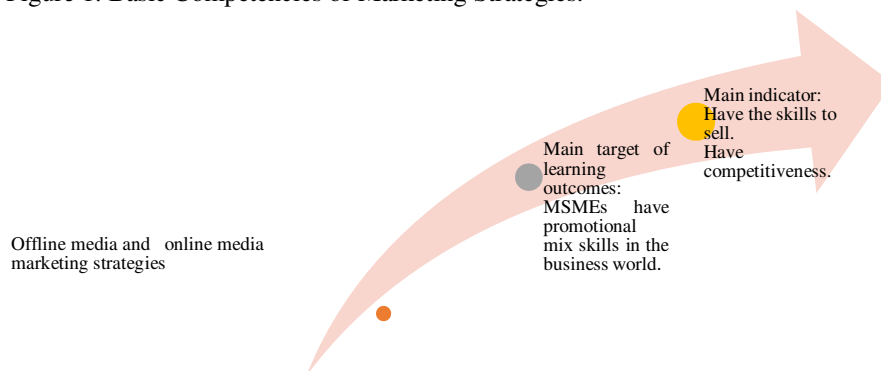 Figure 1. Basic Competencies of Marketing Strategies.
Main indicator:
Have the skills to
sell.
Have
competitiveness.
Main target of
learning
outcomes:
MSMEs have
promotional
mix skills in the
business world.
Offline media and online media
marketing strategies